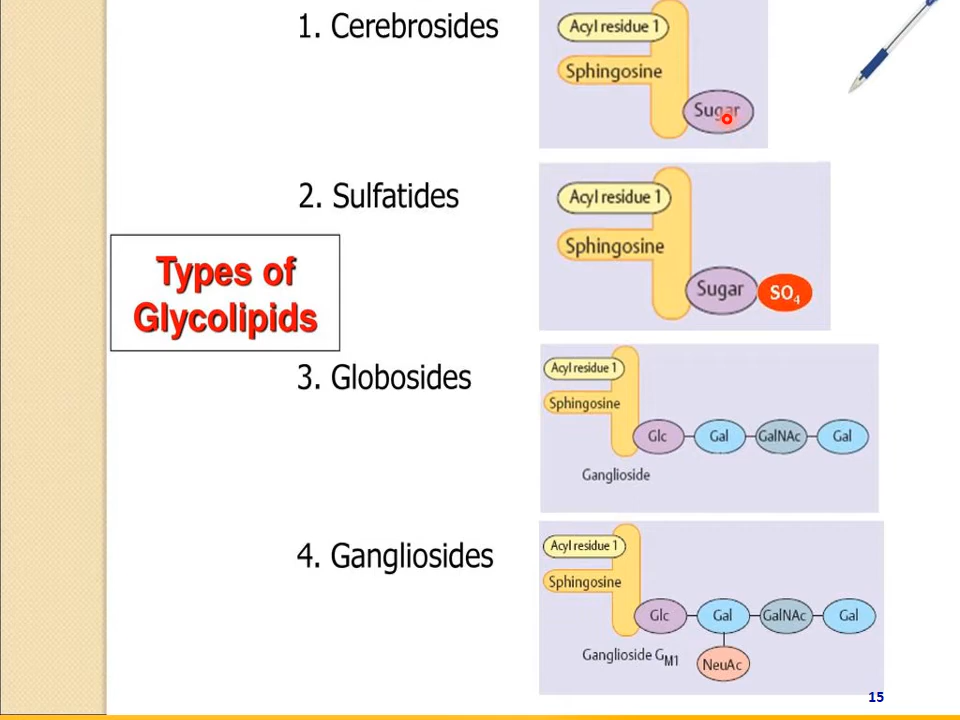 1. Cerebrosides
Acyl residue 1
Sphingosine
Sugar
2. Sulfatides
Acyl residue 1
Sphingosine
Sugar
SO₄
Types of
Glycolipids
3. Globosides
Acyl residue 1
Sphingosine
Glc Gal GalNAc Gal
Ganglioside
4. Gangliosides
Acyl residue 1
Sphingosine
Glc Gal GalNAc Gal
Ganglioside GM1
NeuAc
15